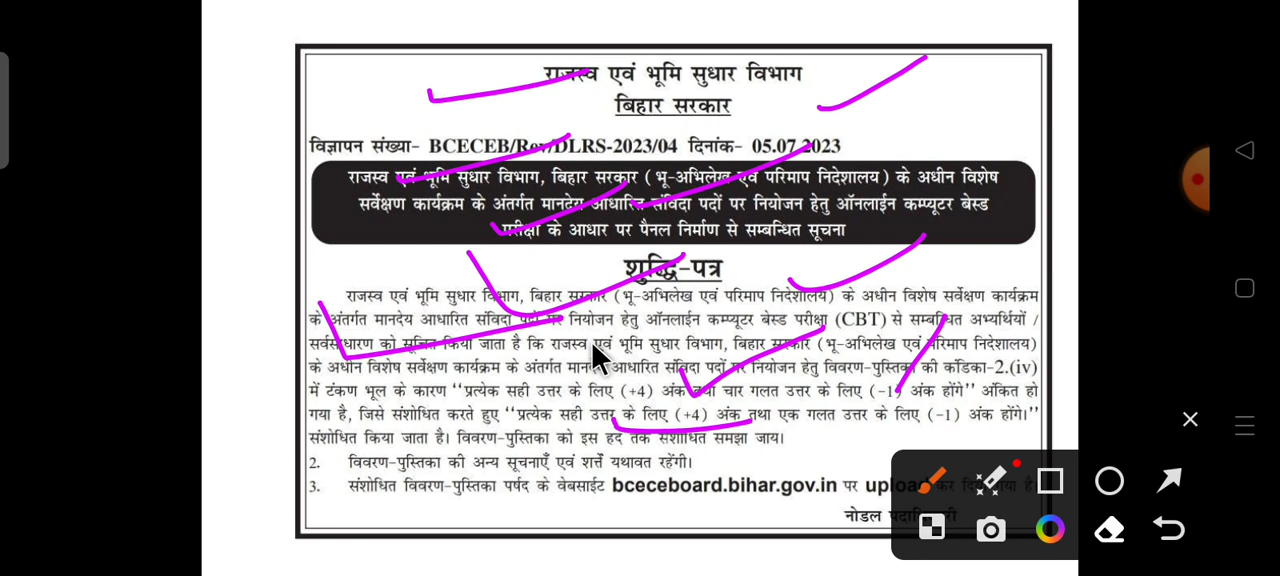 राजस्व एवं भूमि सुधार विभाग
बिहार सरकार
विज्ञापन संख्या- BCECEB/Rev/DLRS-2023/04 दिनांक- 05.07.2023
राजस्व एवं भूमि सुधार विभाग, बिहार सरकार (भू-अभिलेख एवं परिमाप निदेशालय) के अधीन विशेष
सर्वेक्षण कार्यक्रम के अंतर्गत मानदेय आधारित संविदा पदों पर नियोजन हेतु ऑनलाईन कम्प्यूटर बेस्ड
परीक्षा के आधार पर पैनल निर्माण से सम्बन्धित सूचना
शुद्धि-पत्र
राजस्व एवं भूमि सुधार विभाग, बिहार सरकार (भू-अभिलेख एवं परिमाप निदेशालय) के अधीन विशेष सर्वेक्षण कार्यक्रम
के अंतर्गत मानदेय आधारित संविदा पदों पर नियोजन हेतु ऑनलाईन कम्प्यूटर बेस्ड परीक्षा (CBT) से सम्बन्धित अभ्यर्थियों /
सर्वसाधारण को सूचित किया जाता है कि राजस्व एवं भूमि सुधार विभाग, बिहार सरकार (भू-अभिलेख एवं परिमाप निदेशालय)
के अधीन विशेष सर्वेक्षण कार्यक्रम के अंतर्गत मानदेय आधारित संविदा पदों पर नियोजन हेतु विवरण-पुस्तिका की कंडिका-2.(iv)
में टंकण भूल के कारण "प्रत्येक सही उत्तर के लिए (+4) अंक तथा चार गलत उत्तर के लिए (-1) अंक होंगे" अंकित हो
गया है, जिसे संशोधित करते हुए "प्रत्येक सही उत्तर के लिए (+4) अंक तथा एक गलत उत्तर के लिए (-1) अंक होंगे।"
संशोधित किया जाता है। विवरण-पुस्तिका को इस हद तक संशोधित समझा जाय।
2. विवरण-पुस्तिका की अन्य सूचनाएँ एवं शर्त्तें यथावत रहेंगी।
3. संशोधित विवरण-पुस्तिका पर्षद के वेबसाईट bceceboard.bihar.gov.in पर upload कर दिया गया है।
नोडल पदाधिकारी